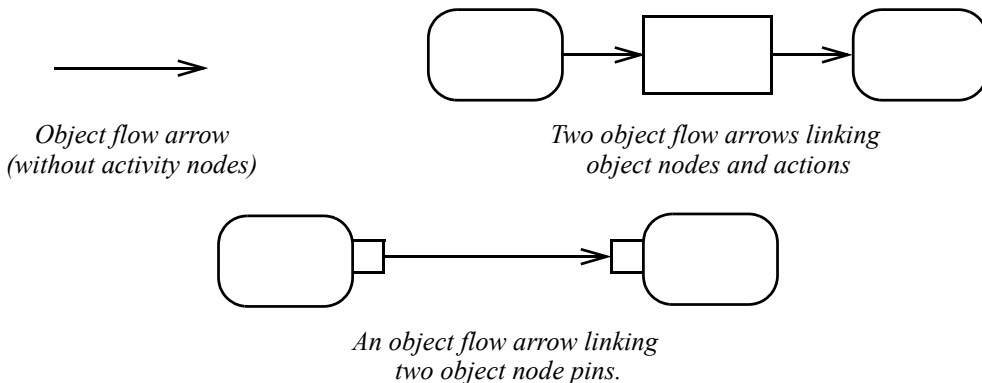 Object flow arrow
(without activity nodes)
Two object flow arrows linking
object nodes and actions
An object flow arrow linking
two object node pins.